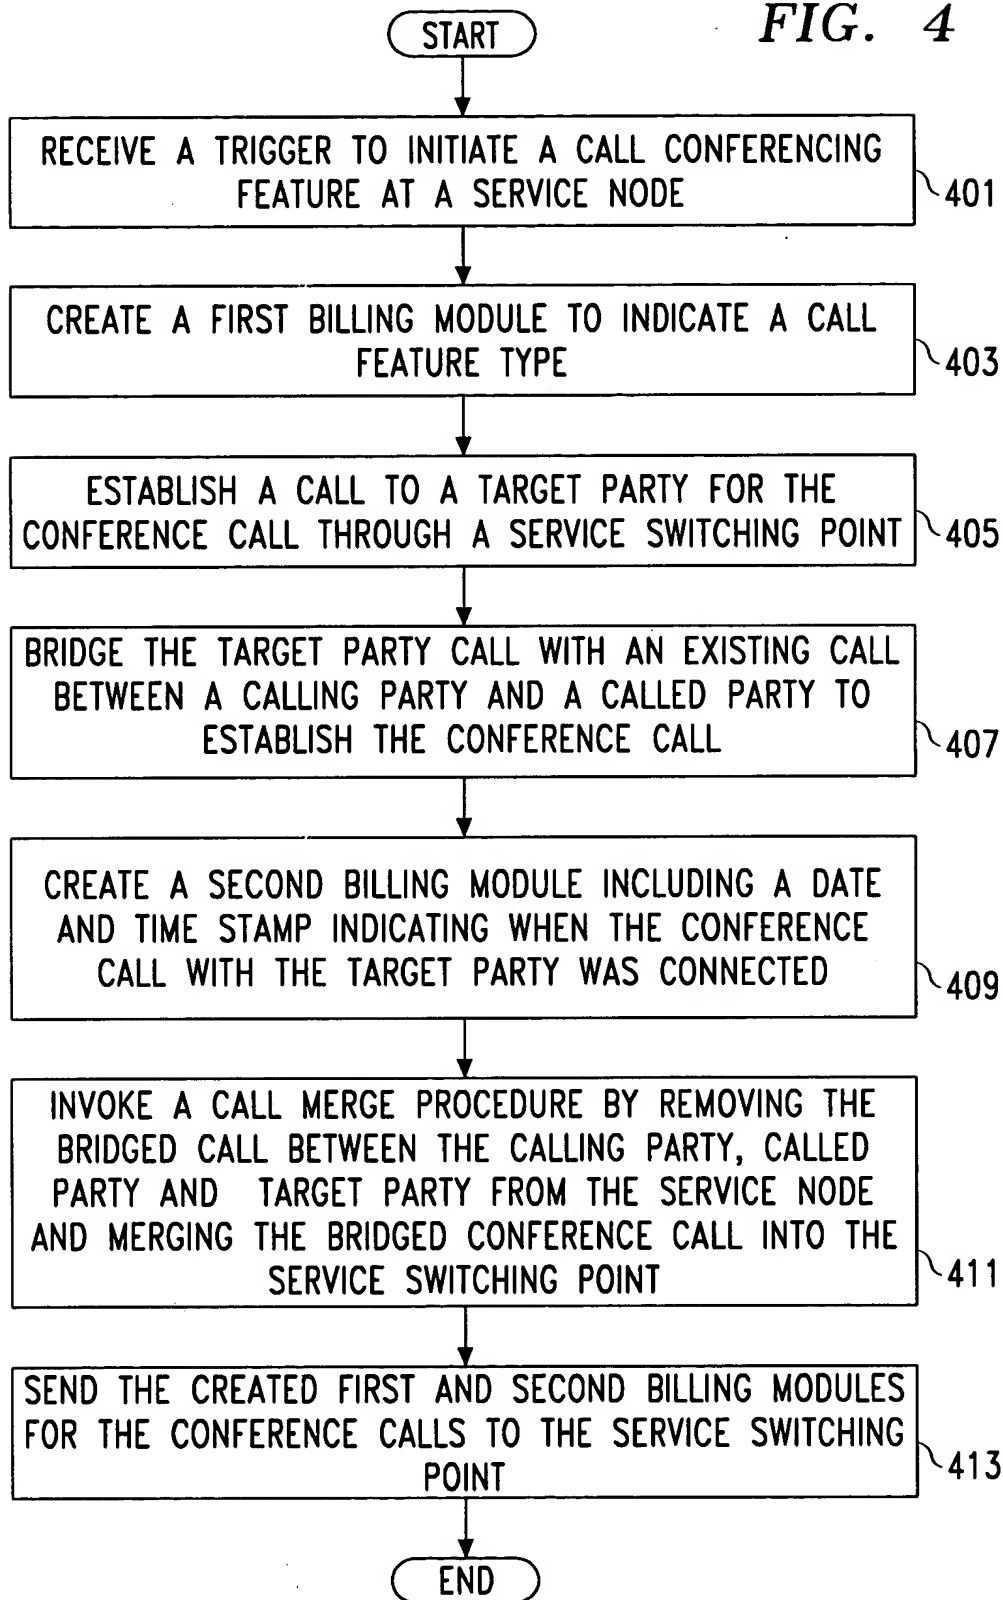 FIG. 4
START
RECEIVE A TRIGGER TO INITIATE A CALL CONFERENCING
FEATURE AT A SERVICE NODE
401
CREATE A FIRST BILLING MODULE TO INDICATE A CALL
FEATURE TYPE
403
ESTABLISH A CALL TO A TARGET PARTY FOR THE
CONFERENCE CALL THROUGH A SERVICE SWITCHING POINT
405
BRIDGE THE TARGET PARTY CALL WITH AN EXISTING CALL
BETWEEN A CALLING PARTY AND A CALLED PARTY TO
ESTABLISH THE CONFERENCE CALL
407
CREATE A SECOND BILLING MODULE INCLUDING A DATE
AND TIME STAMP INDICATING WHEN THE CONFERENCE
CALL WITH THE TARGET PARTY WAS CONNECTED
409
INVOKE A CALL MERGE PROCEDURE BY REMOVING THE
BRIDGED CALL BETWEEN THE CALLING PARTY, CALLED
PARTY AND TARGET PARTY FROM THE SERVICE NODE
AND MERGING THE BRIDGED CONFERENCE CALL INTO THE
SERVICE SWITCHING POINT
411
SEND THE CREATED FIRST AND SECOND BILLING MODULES
FOR THE CONFERENCE CALLS TO THE SERVICE SWITCHING
POINT
413
END